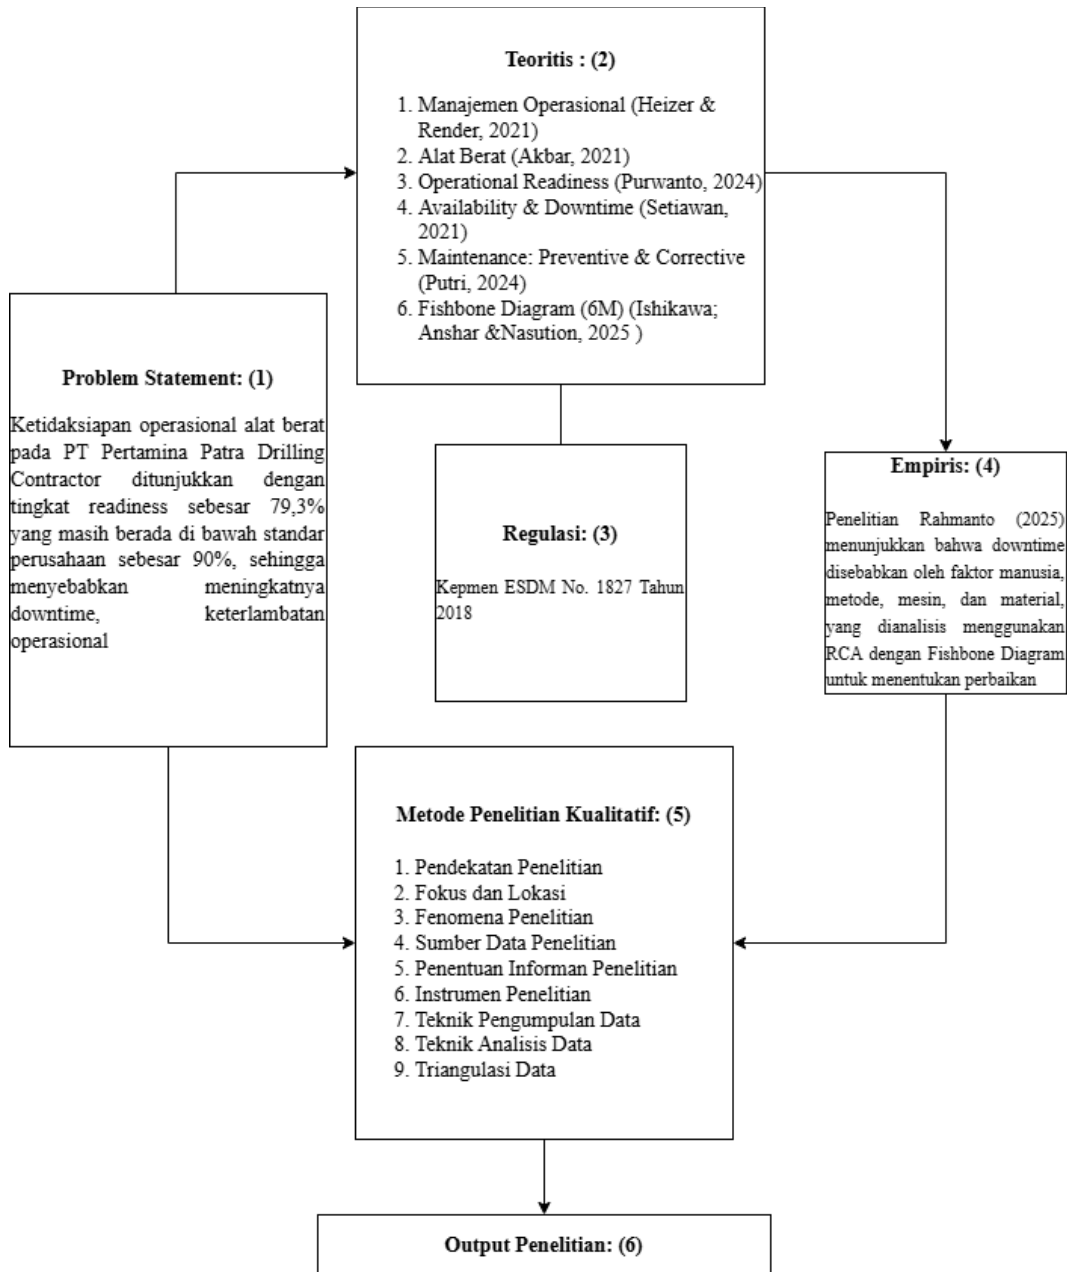 Teoritis : (2)
1. Manajemen Operasional (Heizer &
Render, 2021)
2. Alat Berat (Akbar, 2021)
3. Operational Readiness (Purwanto, 2024)
4. Availability & Downtime (Setiawan,
2021)
5. Maintenance: Preventive & Corrective
(Putri, 2024)
6. Fishbone Diagram (6M) (Ishikawa;
Anshar &Nasution, 2025 )
Problem Statement: (1)
Ketidaksiapan operasional alat berat
pada PT Pertamina Patra Drilling
Contractor ditunjukkan dengan
tingkat readiness sebesar 79,3%
yang masih berada di bawah standar
perusahaan sebesar 90%, sehingga
menyebabkan meningkatnya
downtime, keterlambatan
operasional
Regulasi: (3)
Kepmen ESDM No. 1827 Tahun
2018
Empiris: (4)
Penelitian Rahmanto (2025)
menunjukkan bahwa downtime
disebabkan oleh faktor manusia,
metode, mesin, dan material,
yang dianalisis menggunakan
RCA dengan Fishbone Diagram
untuk menentukan perbaikan
Metode Penelitian Kualitatif: (5)
1. Pendekatan Penelitian
2. Fokus dan Lokasi
3. Fenomena Penelitian
4. Sumber Data Penelitian
5. Penentuan Informan Penelitian
6. Instrumen Penelitian
7. Teknik Pengumpulan Data
8. Teknik Analisis Data
9. Triangulasi Data
Output Penelitian: (6)